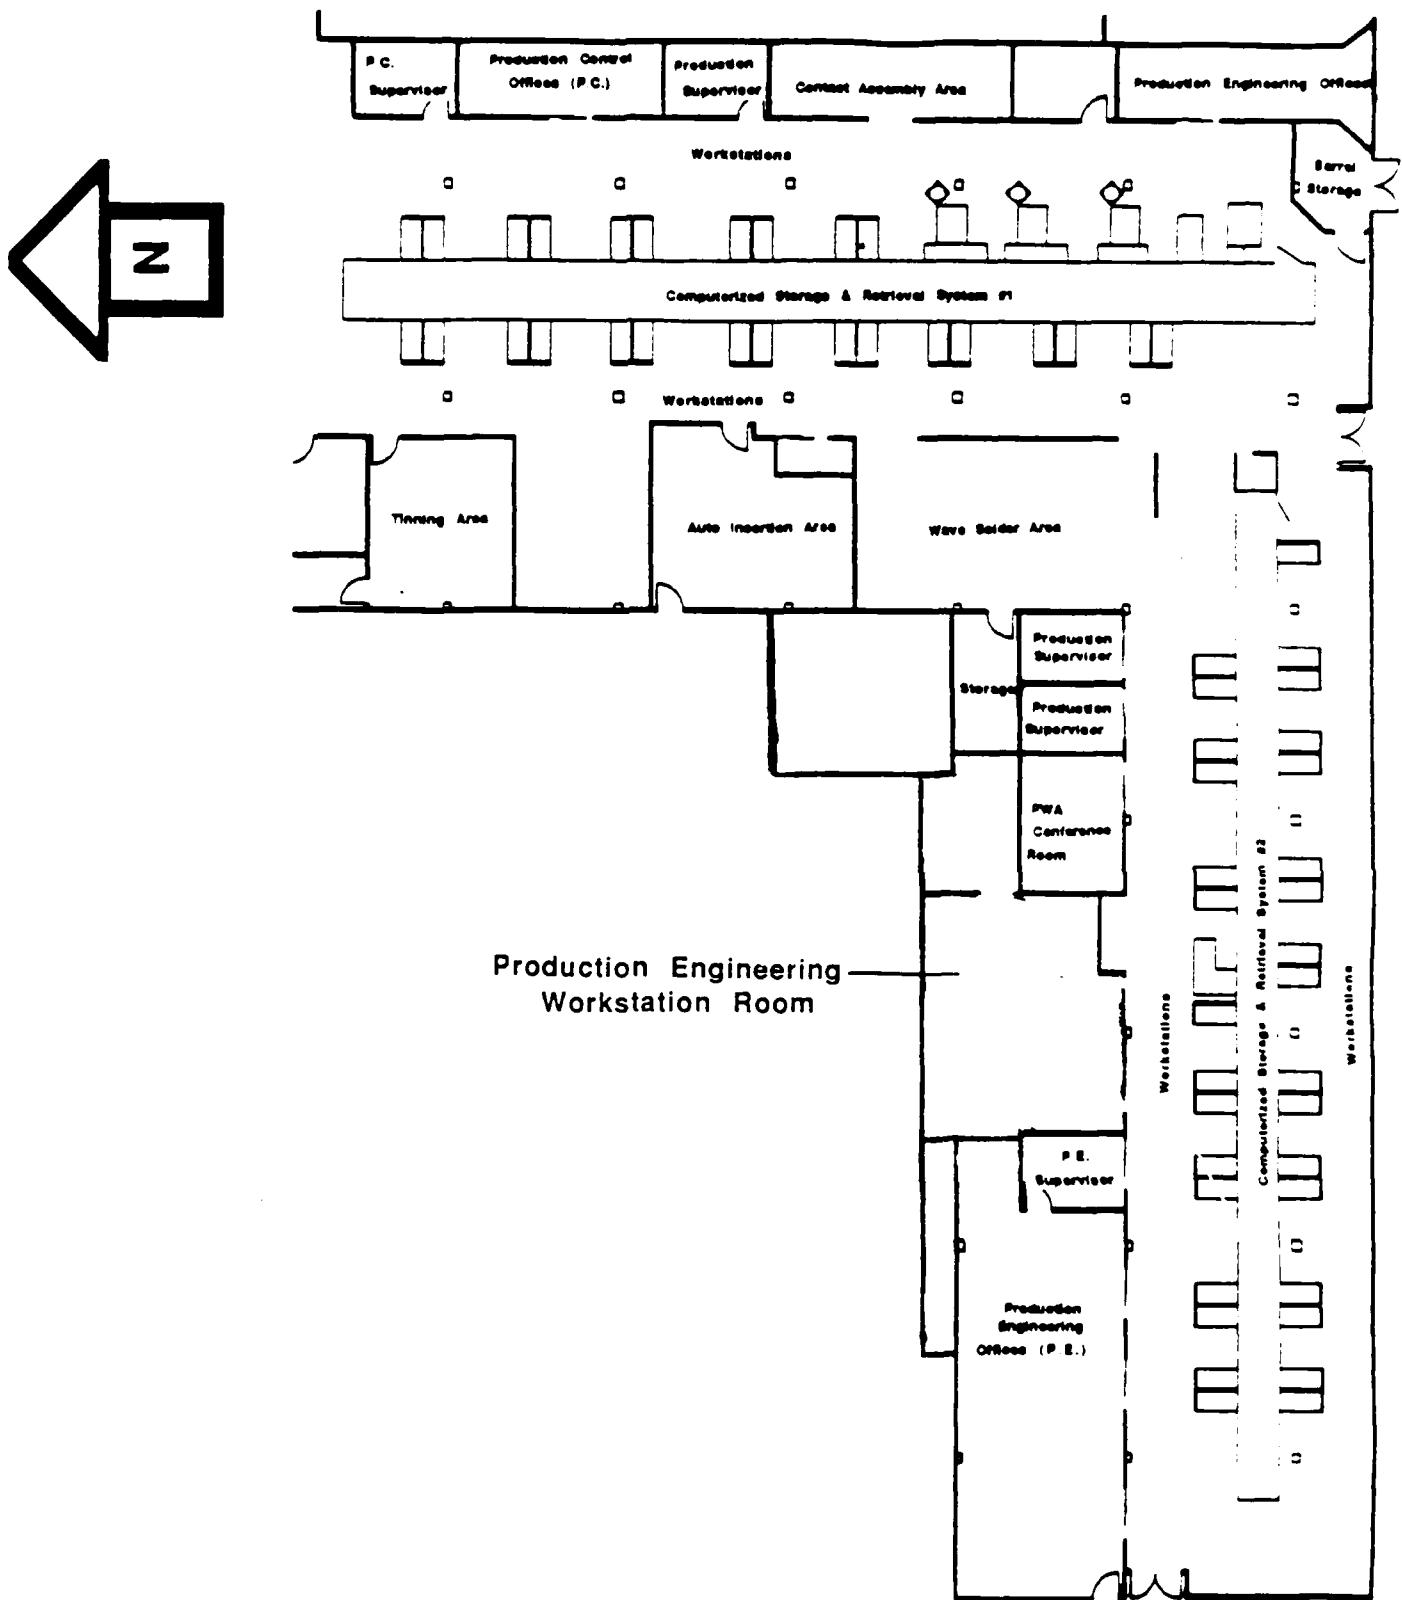 P.C.
Supervisor
Production Control
Offices (P.C.)
Production
Supervisor
Contact Assembly Area
Production Engineering Offices
Workstations
Barrel
Storage
N
Computerized Storage & Retrieval System #1
Workstations
Tinning Area
Auto Insertion Area
Wave Solder Area
Production
Supervisor
Storage
Production
Supervisor
PWA
Conference
Room
Production Engineering
Workstation Room
Workstations
Computerized Storage & Retrieval System #2
Workstations
P.E.
Supervisor
Production
Engineering
Offices (P.E.)